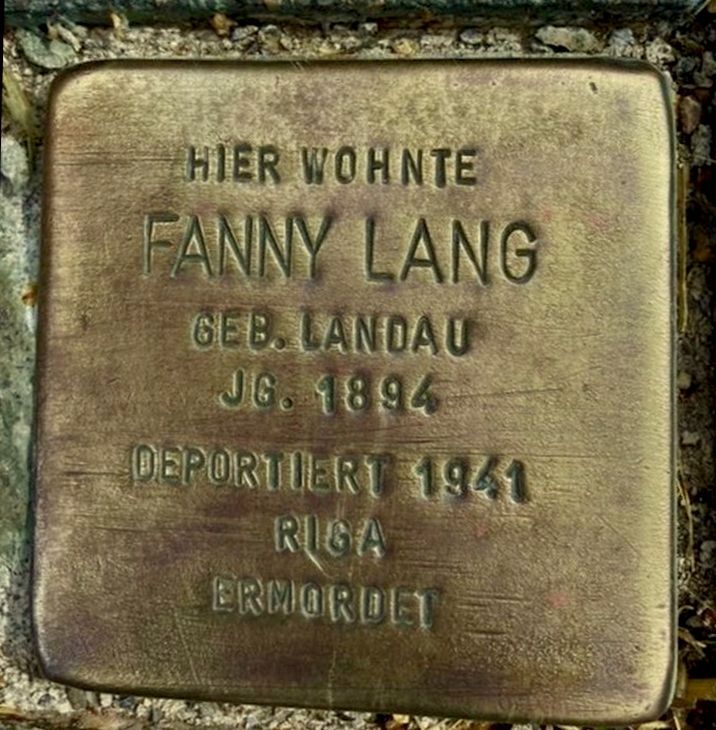 HIER WOHNTE
FANNY LANG
GEB. LANDAU
JG. 1894
DEPORTIERT 1941
RIGA
ERMORDET